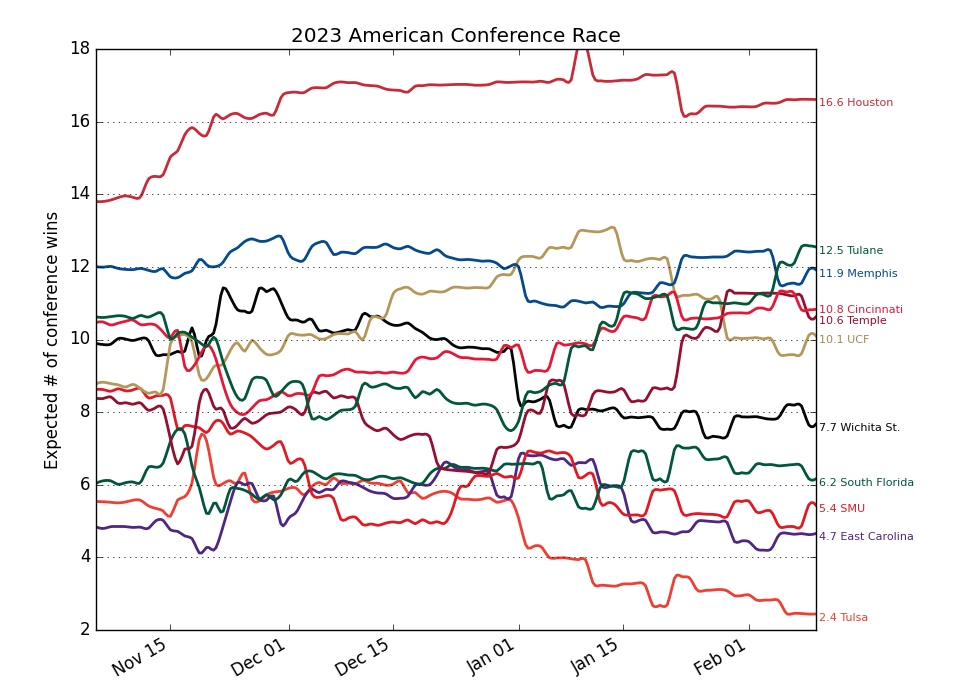 2023 American Conference Race
Expected # of conference wins
18
16
14
12
10
8
6
4
2
16.6 Houston
12.5 Tulane
11.9 Memphis
10.8 Cincinnati
10.6 Temple
10.1 UCF
7.7 Wichita St.
6.2 South Florida
5.4 SMU
4.7 East Carolina
2.4 Tulsa
Nov 15
Dec 01
Dec 15
Jan 01
Jan 15
Feb 01